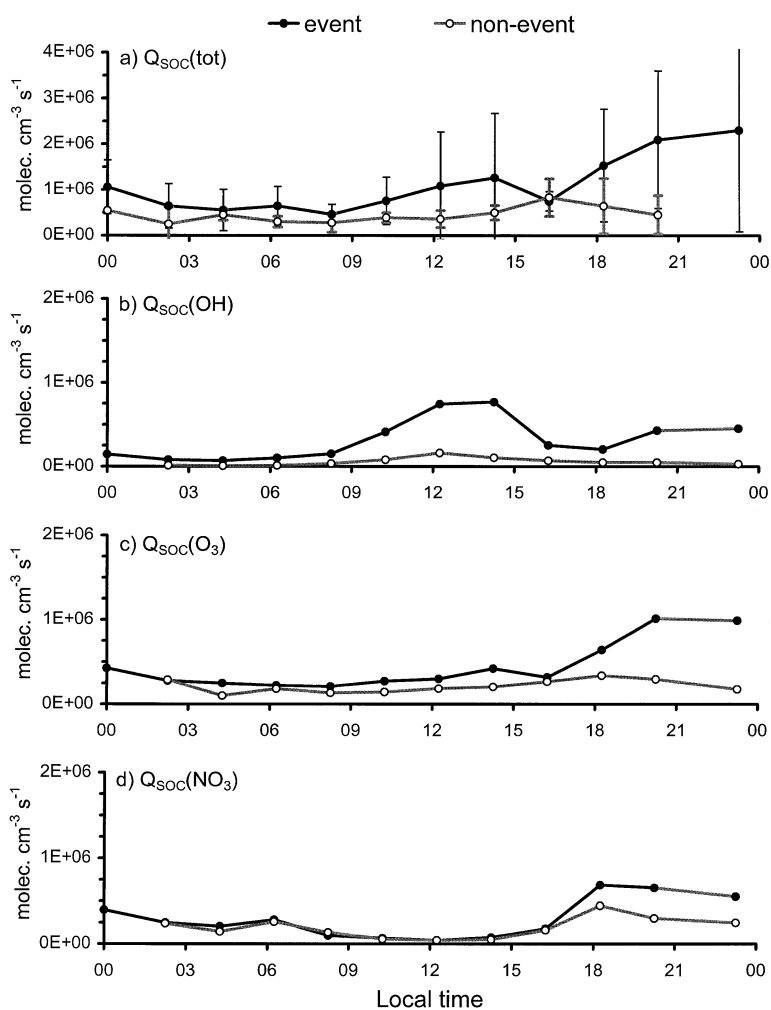 event non-event
a) QSOC(tot)
molec. cm-3 s-1
4E+06
3E+06
2E+06
1E+06
0E+00
00 03 06 09 12 15 18 21 00
b) QSOC(OH)
molec. cm-3 s-1
2E+06
1E+06
0E+00
00 03 06 09 12 15 18 21 00
c) QSOC(O3)
molec. cm-3 s-1
2E+06
1E+06
0E+00
00 03 06 09 12 15 18 21 00
d) QSOC(NO3)
molec. cm-3 s-1
2E+06
1E+06
0E+00
00 03 06 09 12 15 18 21 00
Local time